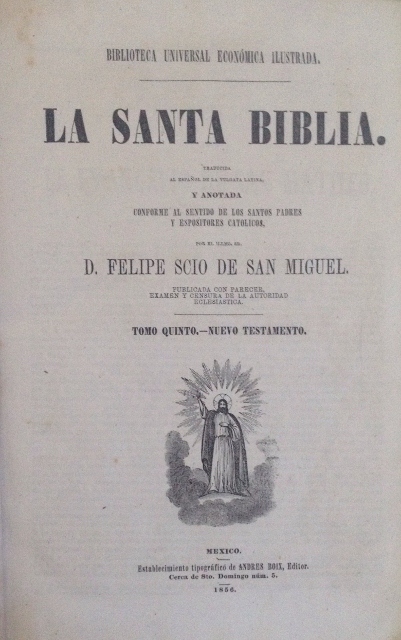 BIBLIOTECA UNIVERSAL ECONÓMICA ILUSTRADA.
LA SANTA BIBLIA.
TRADUCIDA
AL ESPAÑOL DE LA VULGATA LATINA,
Y ANOTADA
CONFORME AL SENTIDO DE LOS SANTOS PADRES
Y ESPOSITORES CATOLICOS,
POR EL ILLMO. SR.
D. FELIPE SCIO DE SAN MIGUEL.
PUBLICADA CON PARECER,
EXAMEN Y CENSURA DE LA AUTORIDAD
ECLESIASTICA.
TOMO QUINTO.—NUEVO TESTAMENTO.
MEXICO.
Establecimiento tipográfico de ANDRES BOIX, Editor.
Cerca de Sto. Domingo núm. 5.
1856.